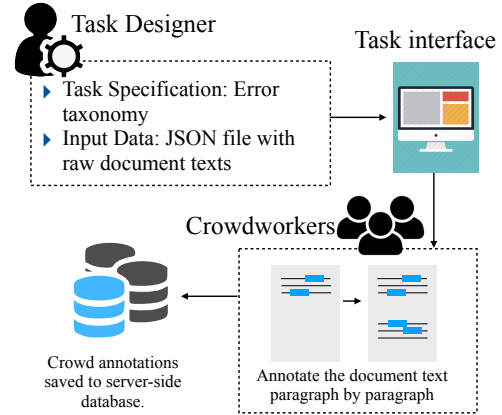 Task Designer
Task interface
Task Specification: Error
taxonomy
Input Data: JSON file with
raw document texts
Crowdworkers
Crowd annotations
saved to server-side
database.
Annotate the document text
paragraph by paragraph